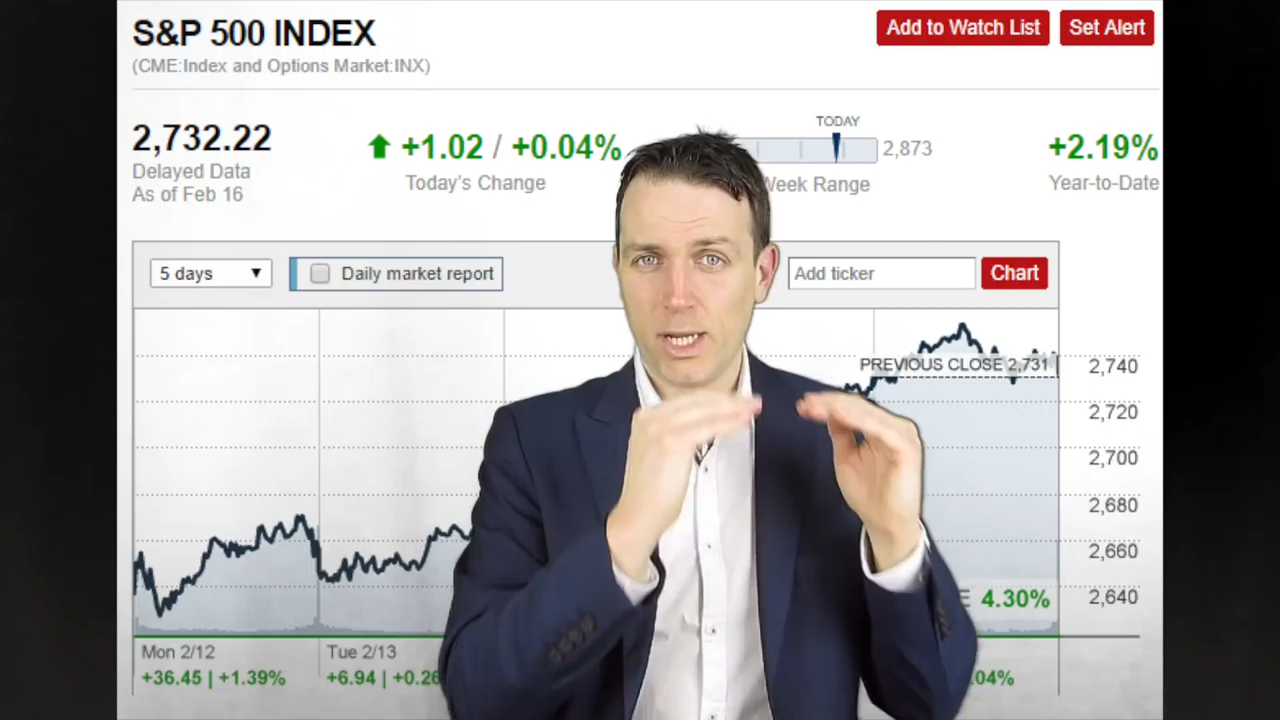 S&P 500 INDEX
Add to Watch List
Set Alert
(CME:Index and Options Market:INX)
2,732.22
Delayed Data
As of Feb 16
+1.02 / +0.04%
Today's Change
TODAY
2,873
Week Range
+2.19%
Year-to-Date
5 days
Daily market report
Add ticker
Chart
PREVIOUS CLOSE 2,731
2,740
2,720
2,700
2,680
2,660
2,640
4.30%
Mon 2/12
Tue 2/13
+36.45 | +1.39%
+6.94 | +0.26
.04%